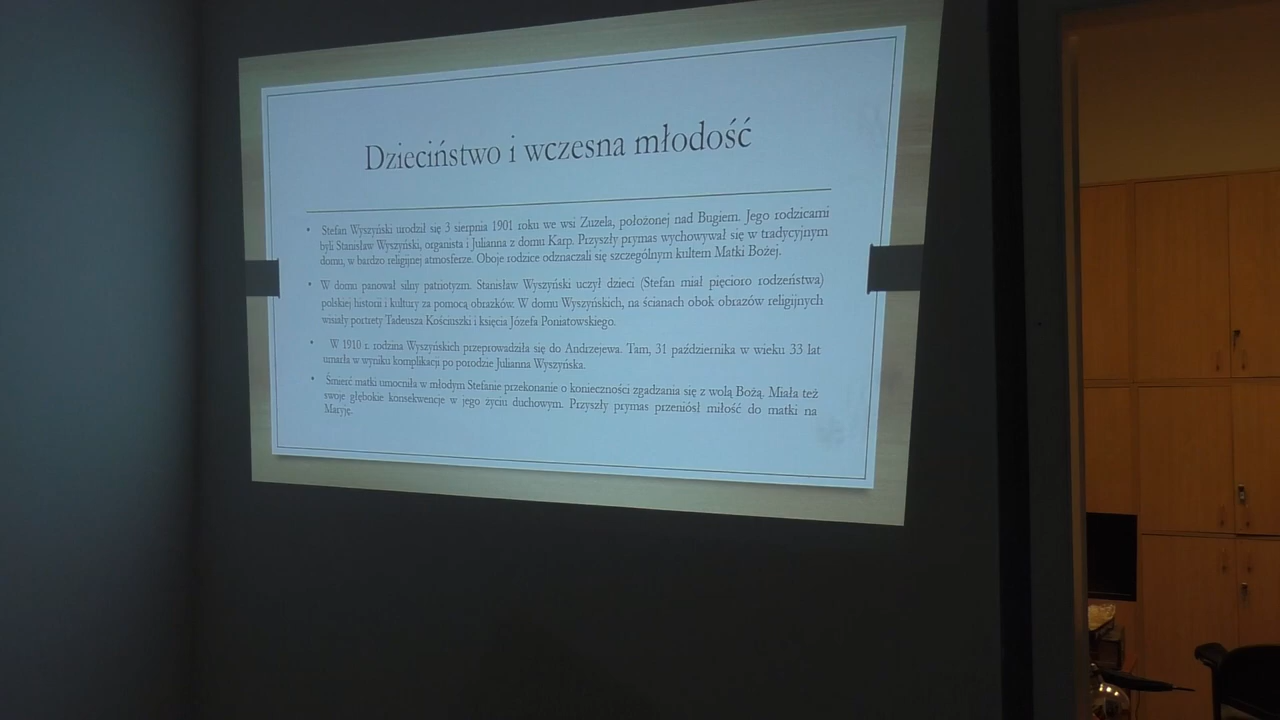 Dzieciństwo i wczesna młodość
• Stefan Wyszyński urodził się 3 sierpnia 1901 roku we wsi Zuzela, położonej nad Bugiem. Jego rodzicami
byli Stanisław Wyszyński, organista i Julianna z domu Karp. Przyszły prymas wychowywał się w tradycyjnym
domu, w bardzo religijnej atmosferze. Oboje rodzice odznaczali się szczególnym kultem Matki Bożej.
• W domu panował silny patriotyzm. Stanisław Wyszyński uczył dzieci (Stefan miał pięcioro rodzeństwa)
polskiej historii i kultury za pomocą obrazków. W domu Wyszyńskich, na ścianach obok obrazów religijnych
wisiały portrety Tadeusza Kościuszki i księcia Józefa Poniatowskiego.
• W 1910 r. rodzina Wyszyńskich przeprowadziła się do Andrzejewa. Tam, 31 października w wieku 33 lat
umarła w wyniku komplikacji po porodzie Julianna Wyszyńska.
• Śmierć matki umocniła w młodym Stefanie przekonanie o konieczności zgadzania się z wolą Bożą. Miała też
swoje głębokie konsekwencje w jego życiu duchowym. Przyszły prymas przeniósł miłość do matki na
Maryję.